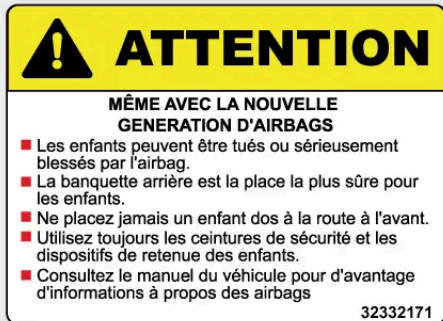 ATTENTION
MÊME AVEC LA NOUVELLE
GENERATION D'AIRBAGS
Les enfants peuvent être tués ou sérieusement
blessés par l'airbag.
La banquette arrière est la place la plus sûre pour
les enfants.
Ne placez jamais un enfant dos à la route à l'avant.
Utilisez toujours les ceintures de sécurité et les
dispositifs de retenue des enfants.
Consultez le manuel du véhicule pour d'avantage
d'informations à propos des airbags
32332171